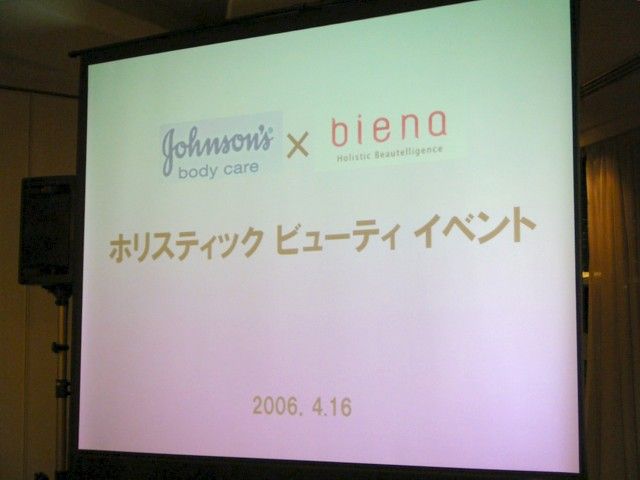 Johnson's® × biena
body care Holistic Beautelligence
ホリスティック ビューティ イベント
2006. 4.16